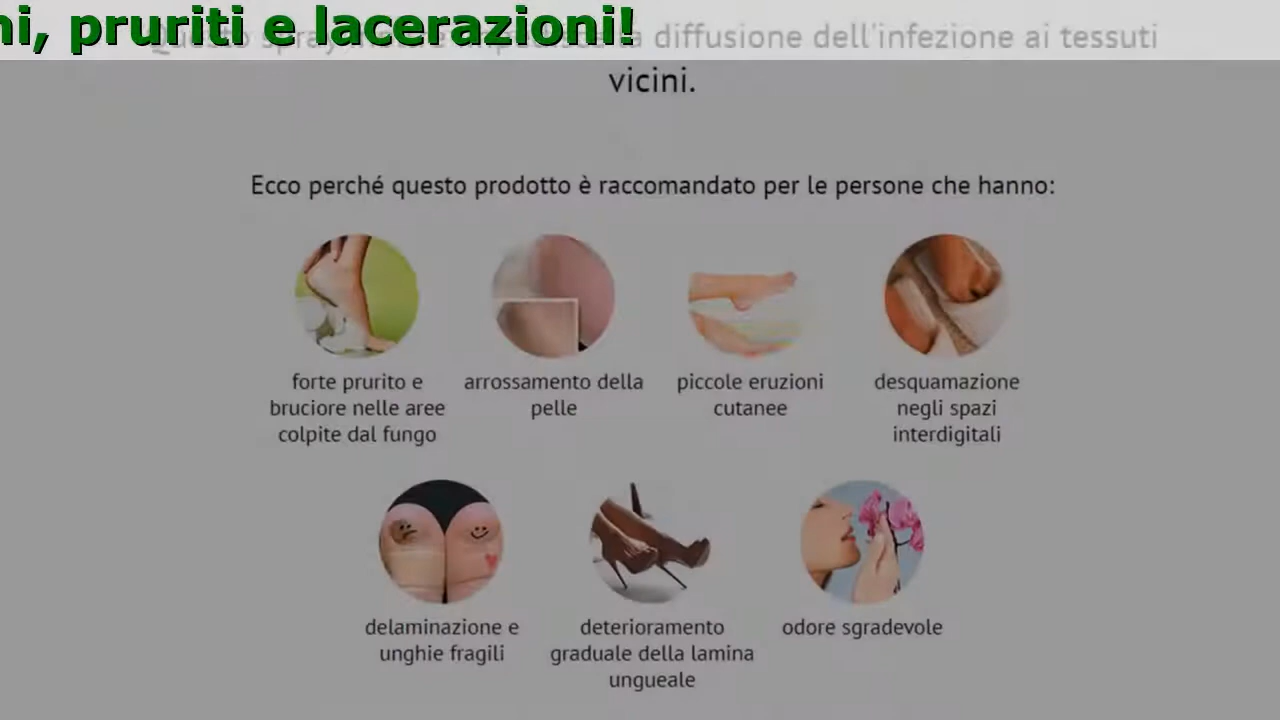 ni, pruriti e lacerazioni!
diffusione dell'infezione ai tessuti
vicini.
Ecco perché questo prodotto è raccomandato per le persone che hanno:
forte prurito e
bruciore nelle aree
colpite dal fungo
arrossamento della
pelle
piccole eruzioni
cutanee
desquamazione
negli spazi
interdigitali
delaminazione e
unghie fragili
deterioramento
graduale della lamina
ungueale
odore sgradevole